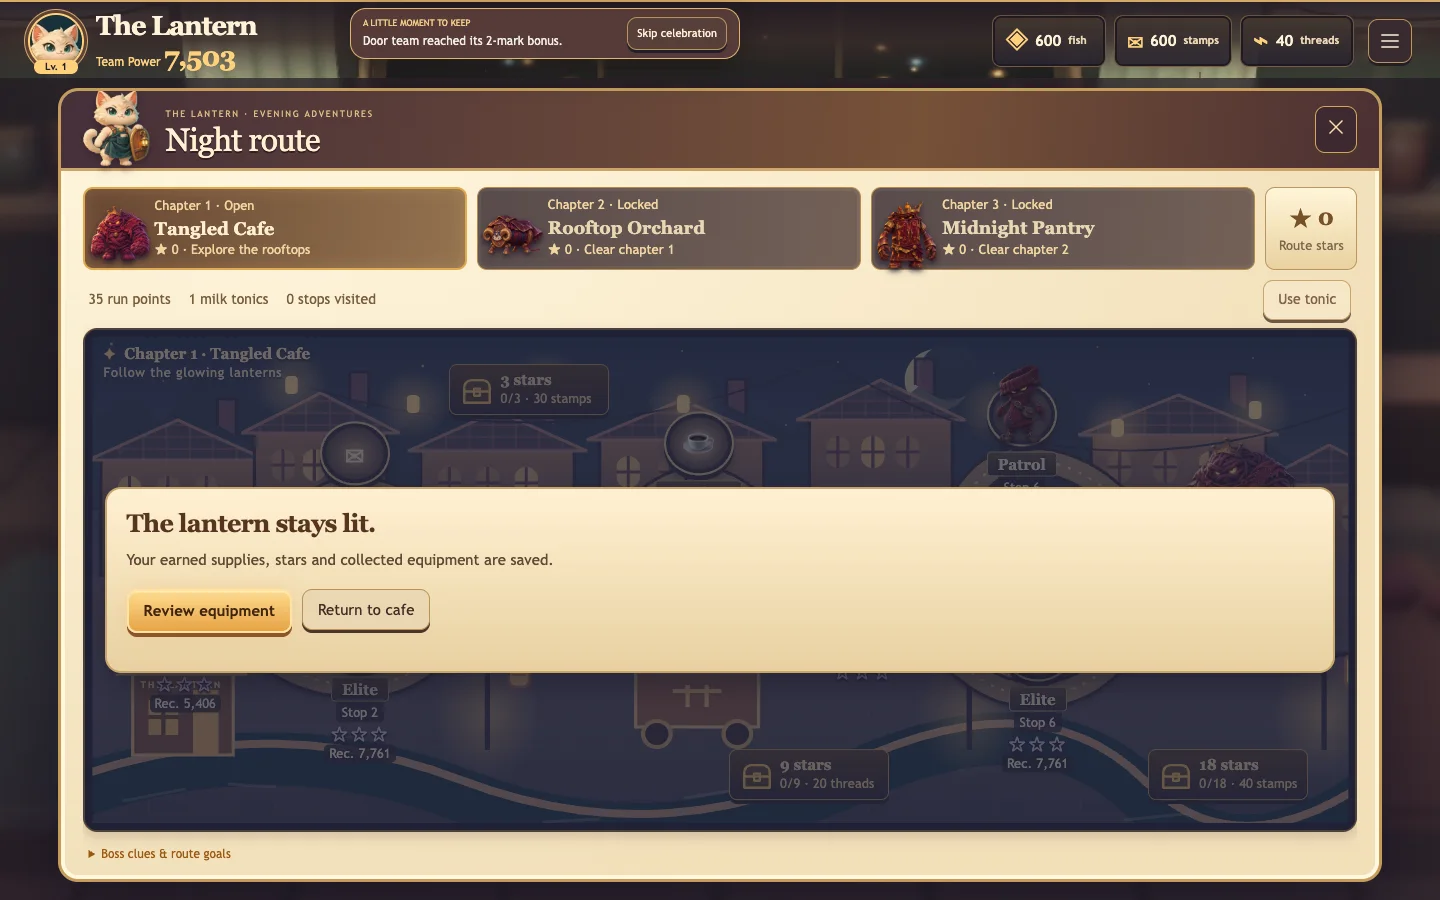 The Lantern
Lv. 1
Team Power 7,503
A LITTLE MOMENT TO KEEP
Door team reached its 2-mark bonus.
Skip celebration
600 fish
600 stamps
40 threads
THE LANTERN · EVENING ADVENTURES
Night route
Chapter 1 · Open
Tangled Cafe
★ 0 · Explore the rooftops
Chapter 2 · Locked
Rooftop Orchard
★ 0 · Clear chapter 1
Chapter 3 · Locked
Midnight Pantry
★ 0 · Clear chapter 2
★ 0
Route stars
35 run points
1 milk tonics
0 stops visited
Use tonic
Chapter 1 · Tangled Cafe
Follow the glowing lanterns
3 stars
0/3 · 30 stamps
Patrol
Stop 6
The lantern stays lit.
Your earned supplies, stars and collected equipment are saved.
Review equipment
Return to cafe
Rec. 5,406
Elite
Stop 2
Rec. 7,761
Elite
Stop 6
Rec. 7,761
9 stars
0/9 · 20 threads
18 stars
0/18 · 40 stamps
Boss clues & route goals